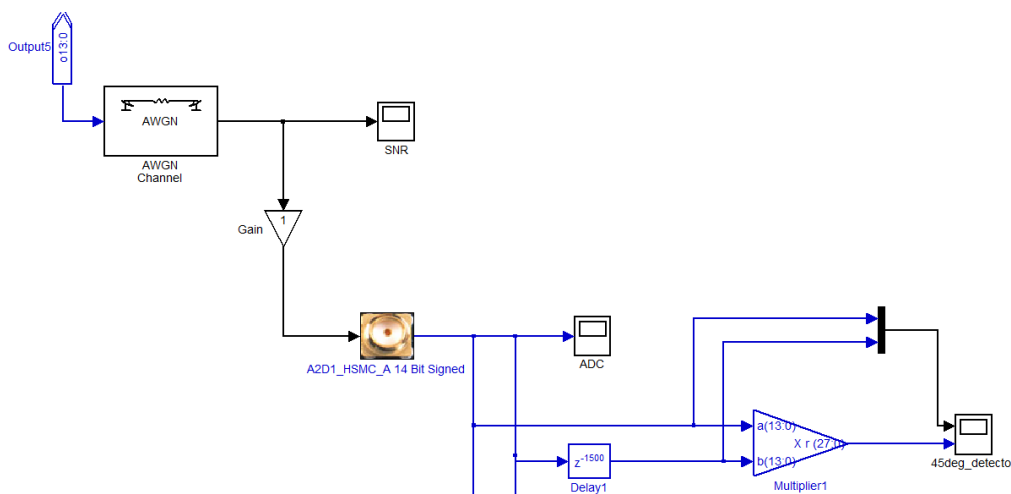 Output5
o13:0
AWGN
AWGN
Channel
SNR
1
Gain
A2D1_HSMC_A 14 Bit Signed
ADC
a(13:0)
X r (27:0)
b(13:0)
Multiplier1
z-1500
Delay1
45deg_detecto